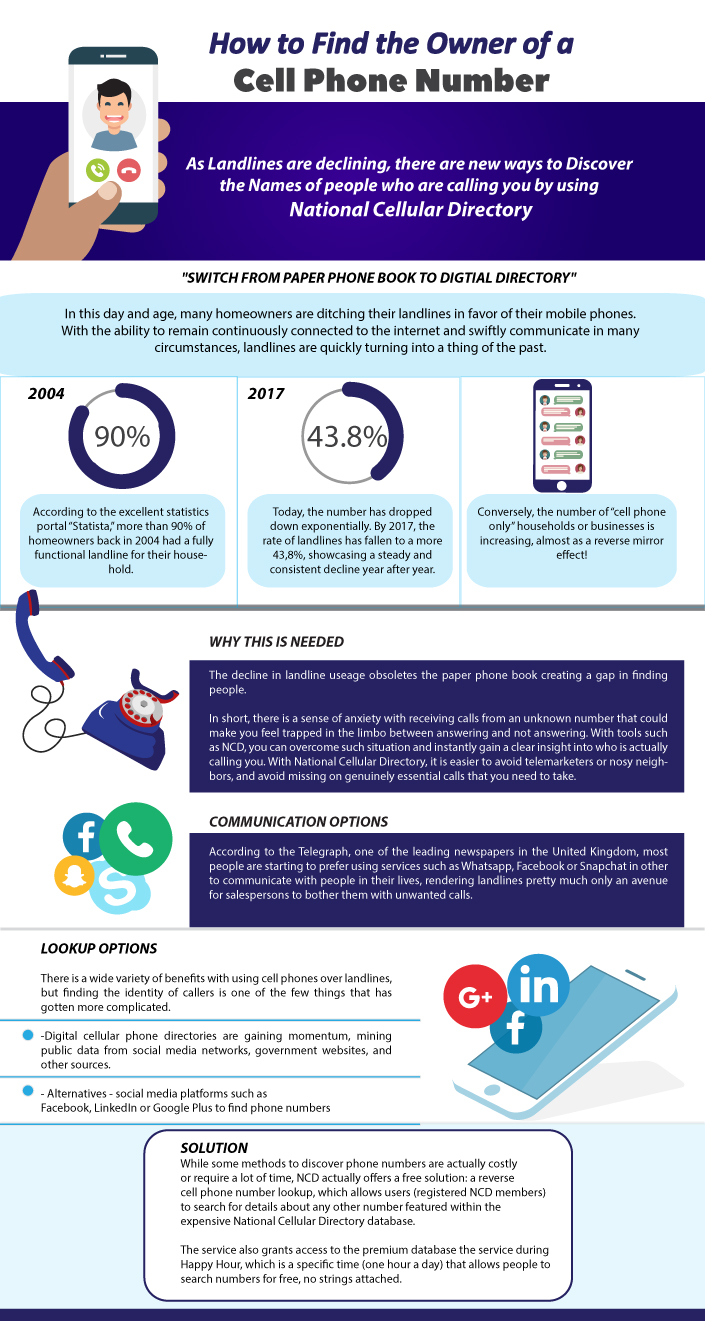 How to Find the Owner of a
Cell Phone Number
As Landlines are declining, there are new ways to Discover
the Names of people who are calling you by using
National Cellular Directory
"SWITCH FROM PAPER PHONE BOOK TO DIGTIAL DIRECTORY"
In this day and age, many homeowners are ditching their landlines in favor of their mobile phones.
With the ability to remain continuously connected to the internet and swiftly communicate in many
circumstances, landlines are quickly turning into a thing of the past.
2004
90%
According to the excellent statistics
portal “Statista,” more than 90% of
homeowners back in 2004 had a fully
functional landline for their house-
hold.
2017
43.8%
Today, the number has dropped
down exponentially. By 2017, the
rate of landlines has fallen to a more
43,8%, showcasing a steady and
consistent decline year after year.
Conversely, the number of “cell phone
only” households or businesses is
increasing, almost as a reverse mirror
effect!
WHY THIS IS NEEDED
The decline in landline useage obsoletes the paper phone book creating a gap in finding
people.
In short, there is a sense of anxiety with receiving calls from an unknown number that could
make you feel trapped in the limbo between answering and not answering. With tools such
as NCD, you can overcome such situation and instantly gain a clear insight into who is actually
calling you. With National Cellular Directory, it is easier to avoid telemarketers or nosy neigh-
bors, and avoid missing on genuinely essential calls that you need to take.
COMMUNICATION OPTIONS
f
S
According to the Telegraph, one of the leading newspapers in the United Kingdom, most
people are starting to prefer using services such as Whatsapp, Facebook or Snapchat in other
to communicate with people in their lives, rendering landlines pretty much only an avenue
for salespersons to bother them with unwanted calls.
LOOKUP OPTIONS
There is a wide variety of benefits with using cell phones over landlines,
but finding the identity of callers is one of the few things that has
gotten more complicated.
-Digital cellular phone directories are gaining momentum, mining
public data from social media networks, government websites, and
other sources.
- Alternatives - social media platforms such as
Facebook, LinkedIn or Google Plus to find phone numbers
G+
in
f
SOLUTION
While some methods to discover phone numbers are actually costly
or require a lot of time, NCD actually offers a free solution: a reverse
cell phone number lookup, which allows users (registered NCD members)
to search for details about any other number featured within the
expensive National Cellular Directory database.
The service also grants access to the premium database the service during
Happy Hour, which is a specific time (one hour a day) that allows people to
search numbers for free, no strings attached.